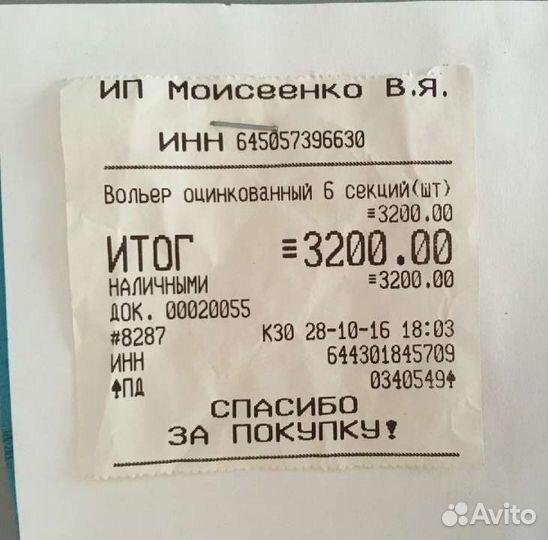 ИП Моисеенко В.Я.
ИНН 645057396630
Вольер оцинкованный 6 секций(шт)
≡3200.00
ИТОГ ≡3200.00
НАЛИЧНЫМИ ≡3200.00
ДОК. 00020055
#8287 К30 28-10-16 18:03
ИНН 644301845709
♠ПД 0340549♠
СПАСИБО
ЗА ПОКУПКУ!
Avito